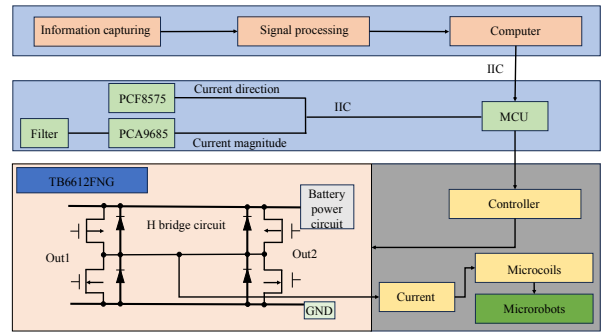 Information capturing
Signal processing
Computer
IIC
PCF8575
Current direction
IIC
MCU
Filter
PCA9685
Current magnitude
TB6612FNG
Battery
power
circuit
H bridge circuit
Out1
Out2
GND
Controller
Current
Microcoils
Microrobots